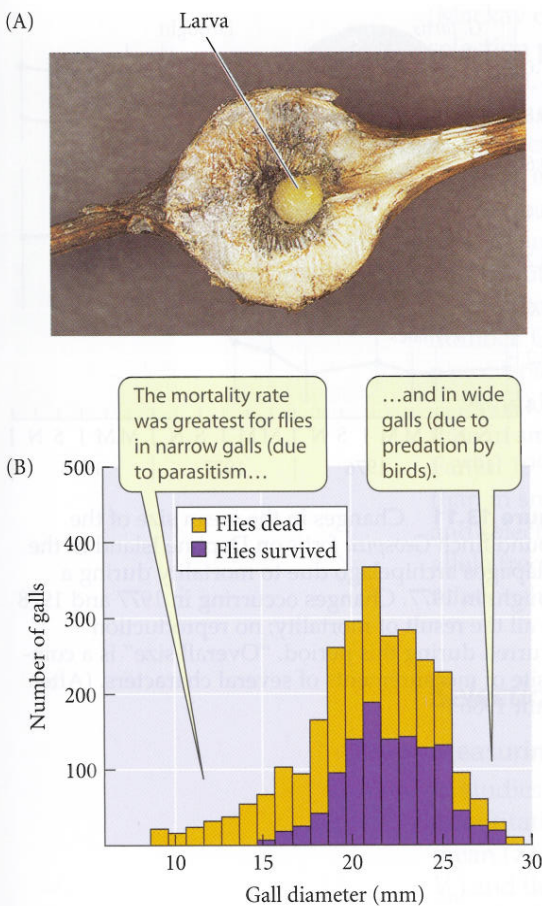 (A)
Larva
The mortality rate
was greatest for flies
in narrow galls (due
to parasitism…
…and in wide
galls (due to
predation by
birds).
(B)
500
400
300
200
100
Number of galls
Flies dead
Flies survived
10 15 20 25 30
Gall diameter (mm)